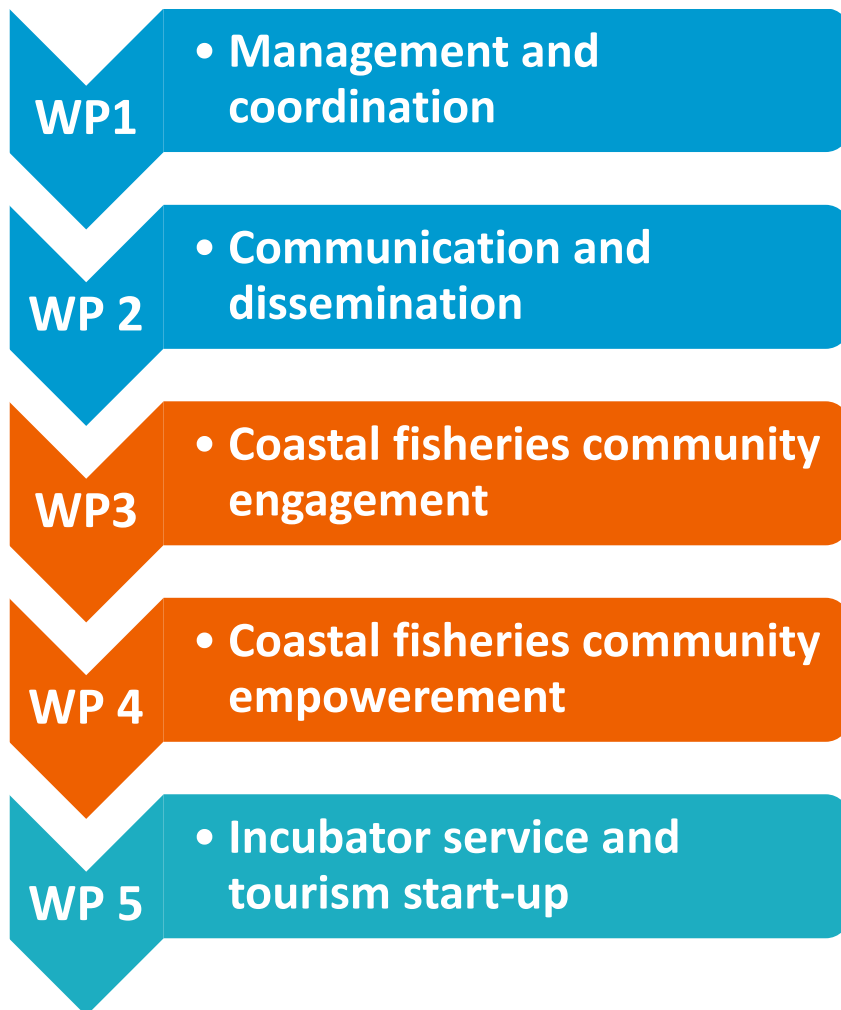 WP1
• Management and
coordination
WP 2
• Communication and
dissemination
WP3
• Coastal fisheries community
engagement
WP 4
• Coastal fisheries community
empowerement
WP 5
• Incubator service and
tourism start-up